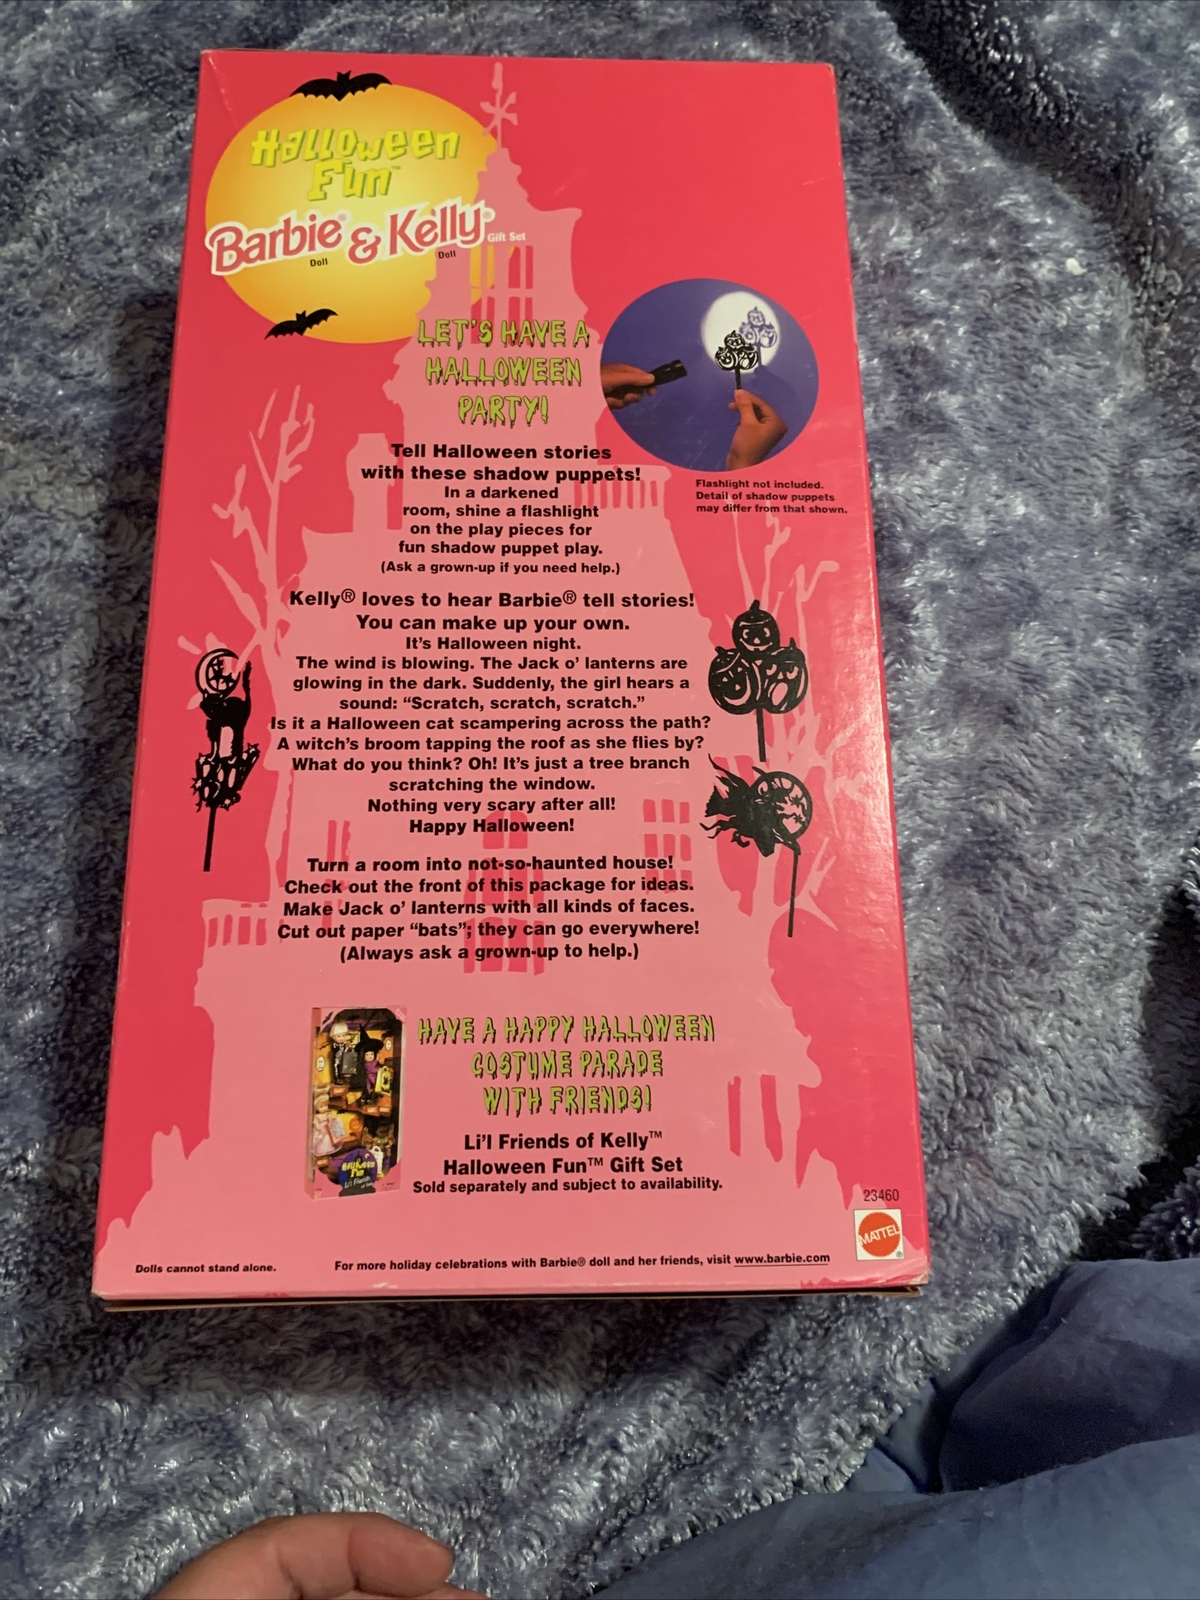 Halloween
Fun™
Barbie® & Kelly® Gift Set
Doll Doll
LET'S HAVE A
HALLOWEEN
PARTY!
Tell Halloween stories
with these shadow puppets!
In a darkened
room, shine a flashlight
on the play pieces for
fun shadow puppet play.
(Ask a grown-up if you need help.)
Flashlight not included.
Detail of shadow puppets
may differ from that shown.
Kelly® loves to hear Barbie® tell stories!
You can make up your own.
It's Halloween night.
The wind is blowing. The Jack o' lanterns are
glowing in the dark. Suddenly, the girl hears a
sound: “Scratch, scratch, scratch.”
Is it a Halloween cat scampering across the path?
A witch's broom tapping the roof as she flies by?
What do you think? Oh! It's just a tree branch
scratching the window.
Nothing very scary after all!
Happy Halloween!
BOO!
Turn a room into not-so-haunted house!
Check out the front of this package for ideas.
Make Jack o' lanterns with all kinds of faces.
Cut out paper “bats”; they can go everywhere!
(Always ask a grown-up to help.)
HAVE A HAPPY HALLOWEEN
COSTUME PARADE
WITH FRIENDS!
Halloween
Fun
Li'l Friends
Li'l Friends of Kelly™
Halloween Fun™ Gift Set
Sold separately and subject to availability.
23460
MATTEL
®
Dolls cannot stand alone.
For more holiday celebrations with Barbie® doll and her friends, visit www.barbie.com